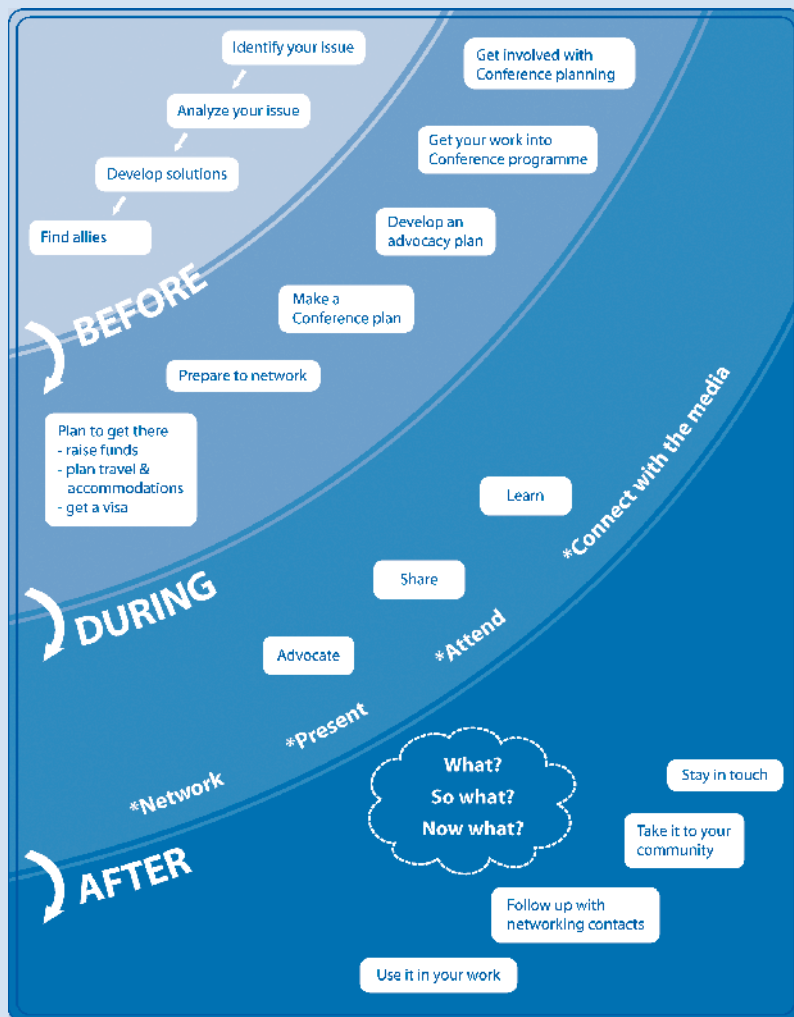 Identify your issue
Analyze your issue
Develop solutions
Find allies
BEFORE
Get involved with
Conference planning
Get your work into
Conference programme
Develop an
advocacy plan
Make a
Conference plan
Prepare to network
Plan to get there
- raise funds
- plan travel &
accommodations
- get a visa
DURING
Learn
Share
Advocate
*Connect with the media
*Attend
*Present
*Network
AFTER
What?
So what?
Now what?
Stay in touch
Take it to your
community
Follow up with
networking contacts
Use it in your work